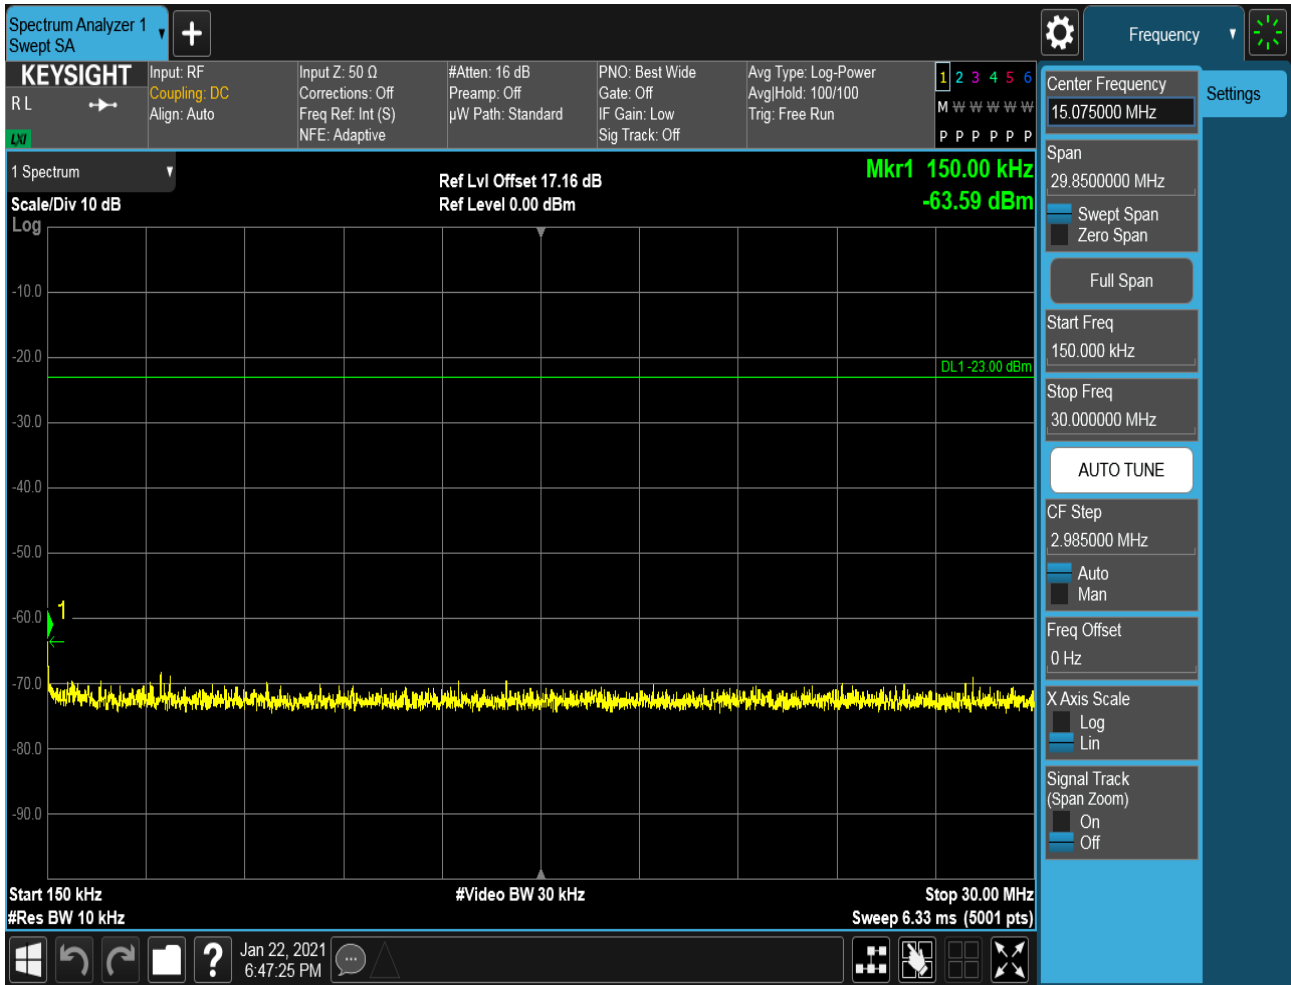 Spectrum Analyzer 1
Swept SA
Frequency
KEYSIGHT
R L
LXI
Input: RF
Coupling: DC
Align: Auto
Input Z: 50 Ω
Corrections: Off
Freq Ref: Int (S)
NFE: Adaptive
#Atten: 16 dB
Preamp: Off
µW Path: Standard
PNO: Best Wide
Gate: Off
IF Gain: Low
Sig Track: Off
Avg Type: Log-Power
Avg|Hold: 100/100
Trig: Free Run
1 2 3 4 5 6
M W W W W W
P P P P P P
1 Spectrum
Scale/Div 10 dB
Log
Ref Lvl Offset 17.16 dB
Ref Level 0.00 dBm
Mkr1 150.00 kHz
-63.59 dBm
-10.0
-20.0
DL1 -23.00 dBm
-30.0
-40.0
-50.0
-60.0
1
-70.0
-80.0
-90.0
Start 150 kHz
#Res BW 10 kHz
#Video BW 30 kHz
Stop 30.00 MHz
Sweep 6.33 ms (5001 pts)
?
Jan 22, 2021
6:47:25 PM
Center Frequency
15.075000 MHz
Settings
Span
29.8500000 MHz
Swept Span
Zero Span
Full Span
Start Freq
150.000 kHz
Stop Freq
30.000000 MHz
AUTO TUNE
CF Step
2.985000 MHz
Auto
Man
Freq Offset
0 Hz
X Axis Scale
Log
Lin
Signal Track
(Span Zoom)
On
Off